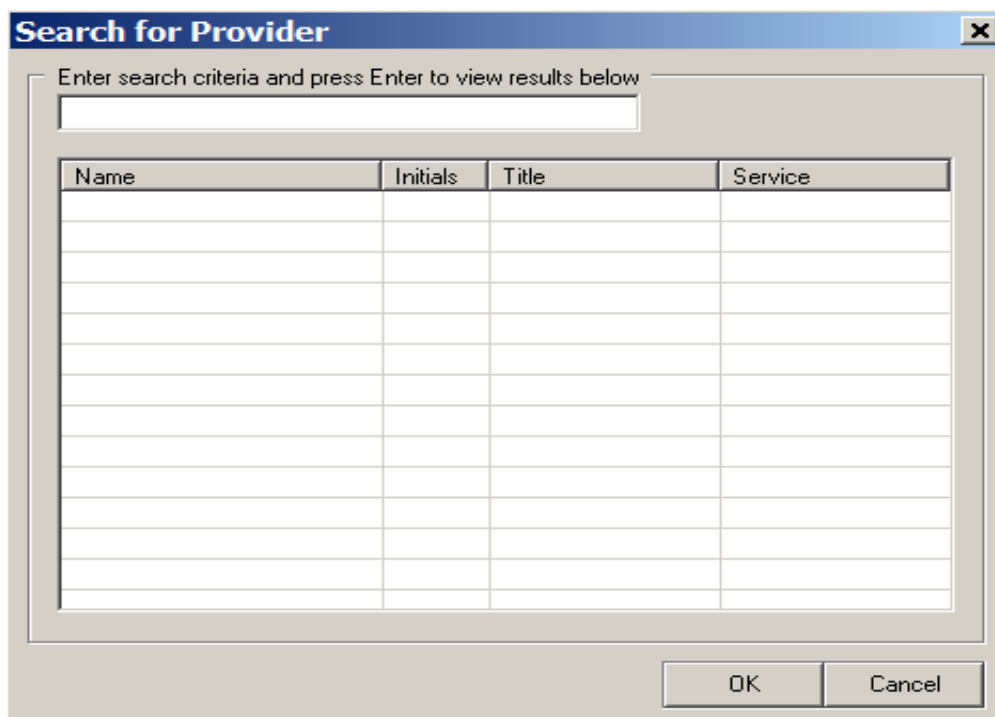 Search for Provider
Enter search criteria and press Enter to view results below
Name Initials Title Service
OK Cancel